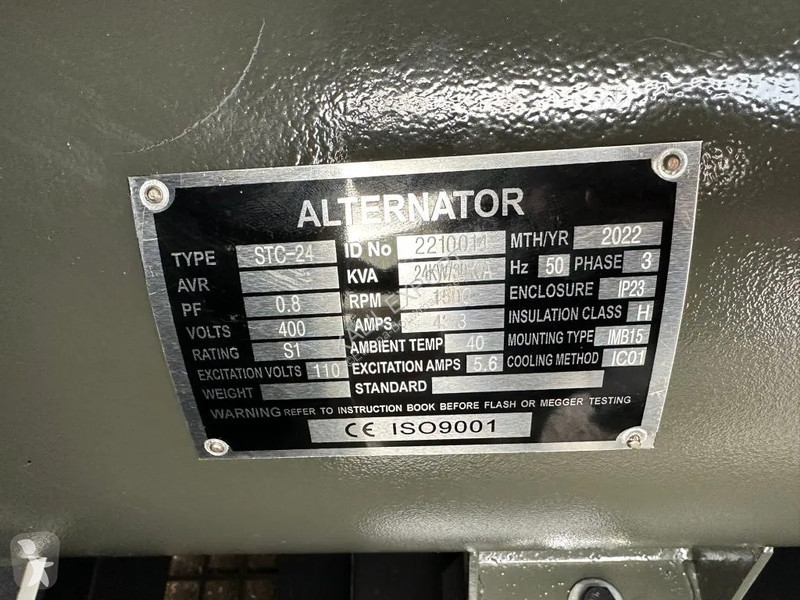 ALTERNATOR
TYPE STC-24 ID No 2210014 MTH/YR 2022
AVR KVA 24KW/30KVA Hz 50 PHASE 3
PF 0.8 RPM 1500 ENCLOSURE IP23
VOLTS 400 AMPS 43.3 INSULATION CLASS H
RATING S1 AMBIENT TEMP 40 MOUNTING TYPE IMB15
EXCITATION VOLTS 110 EXCITATION AMPS 5.6 COOLING METHOD IC01
WEIGHT STANDARD
WARNING REFER TO INSTRUCTION BOOK BEFORE FLASH OR MEGGER TESTING
CE ISO9001